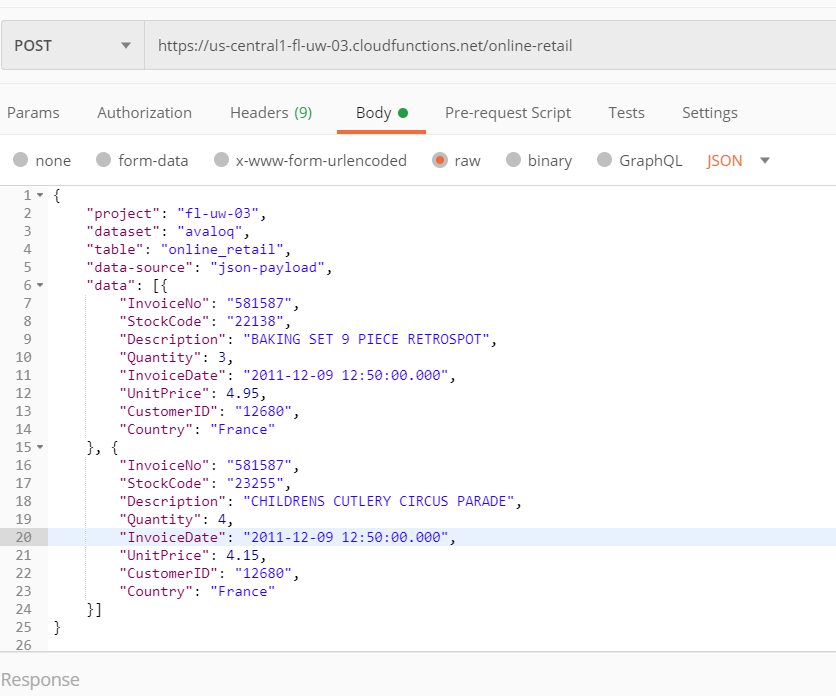 POST https://us-central1-fl-uw-03.cloudfunctions.net/online-retail
Params Authorization Headers (9) Body Pre-request Script Tests Settings
none form-data x-www-form-urlencoded raw binary GraphQL JSON
1 {
2 "project": "fl-uw-03",
3 "dataset": "avaloq",
4 "table": "online_retail",
5 "data-source": "json-payload",
6 "data": [{
7 "InvoiceNo": "581587",
8 "StockCode": "22138",
9 "Description": "BAKING SET 9 PIECE RETROSPOT",
10 "Quantity": 3,
11 "InvoiceDate": "2011-12-09 12:50:00.000",
12 "UnitPrice": 4.95,
13 "CustomerID": "12680",
14 "Country": "France"
15 }, {
16 "InvoiceNo": "581587",
17 "StockCode": "23255",
18 "Description": "CHILDRENS CUTLERY CIRCUS PARADE",
19 "Quantity": 4,
20 "InvoiceDate": "2011-12-09 12:50:00.000",
21 "UnitPrice": 4.15,
22 "CustomerID": "12680",
23 "Country": "France"
24 }]
25 }
26
Response